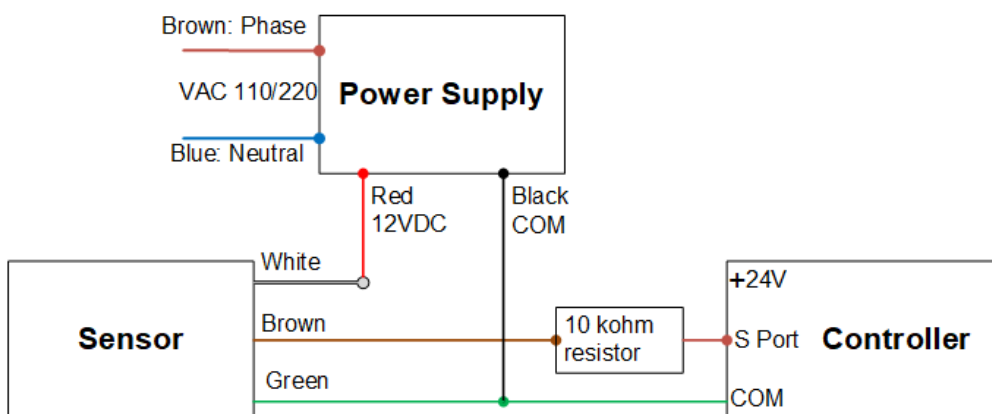 Brown: Phase
VAC 110/220
Power Supply
Blue: Neutral
Red
12VDC
Black
COM
White
+24V
Sensor
Brown
10 kohm
resistor
S Port
Controller
Green
COM